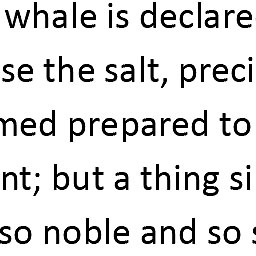 whale is declare
se the salt, preci
med prepared to
nt; but a thing si
so noble and so s